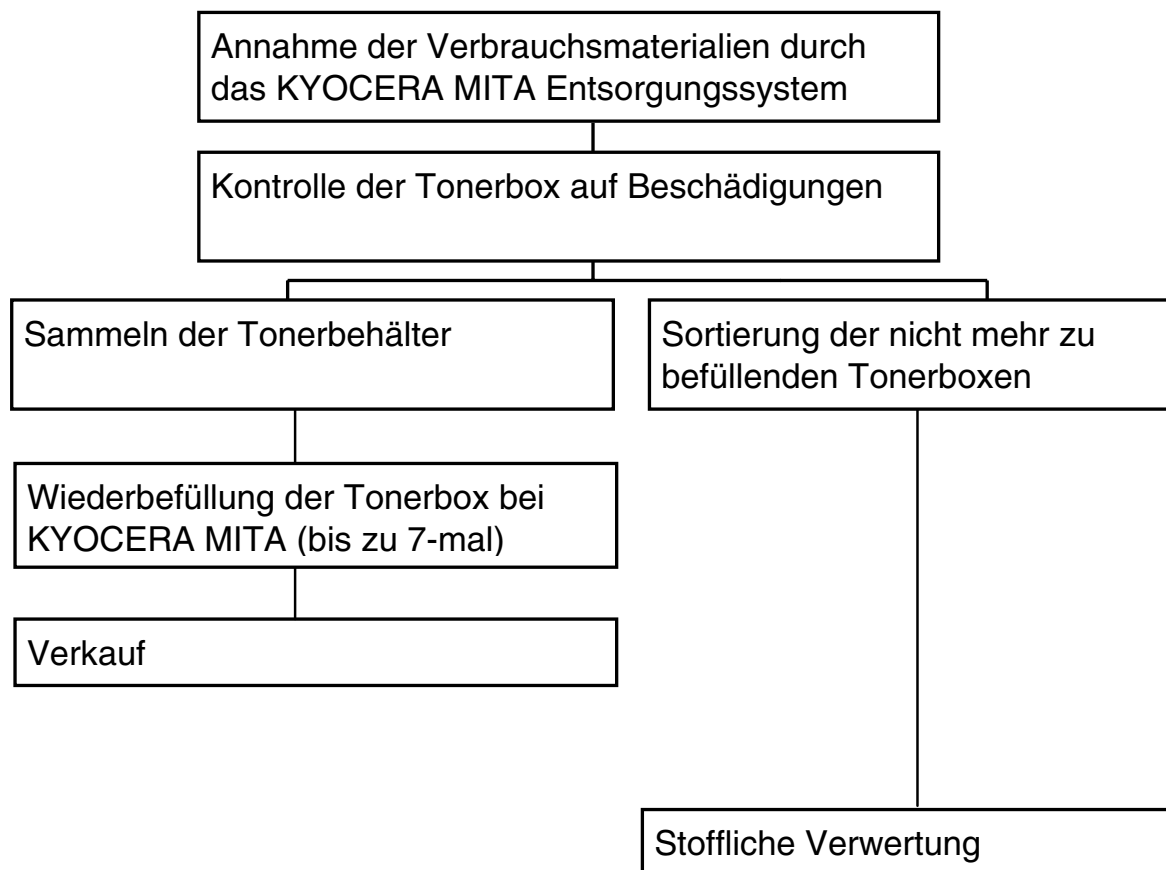 Annahme der Verbrauchsmaterialien durch
das KYOCERA MITA Entsorgungssystem
Kontrolle der Tonerbox auf Beschädigungen
Sammeln der Tonerbehälter
Sortierung der nicht mehr zu
befüllenden Tonerboxen
Wiederbefüllung der Tonerbox bei
KYOCERA MITA (bis zu 7-mal)
Verkauf
Stoffliche Verwertung